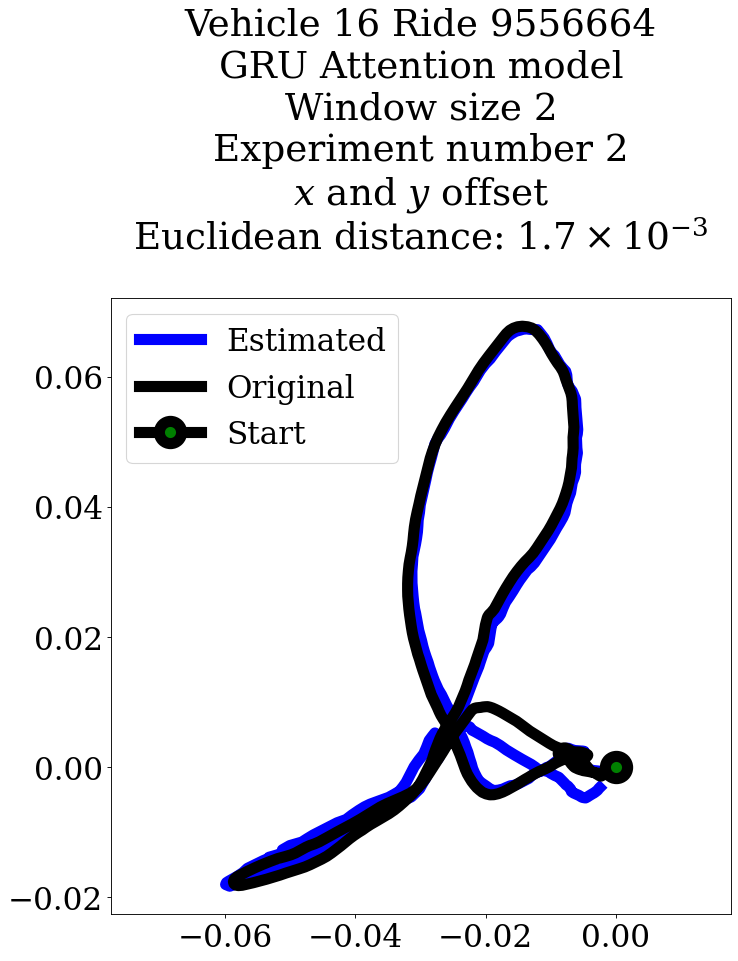 Vehicle 16 Ride 9556664
GRU Attention model
Window size 2
Experiment number 2
x and y offset
Euclidean distance: 1.7 × 10⁻³
Estimated
Original
Start
0.06
0.04
0.02
0.00
−0.02
−0.06 −0.04 −0.02 0.00